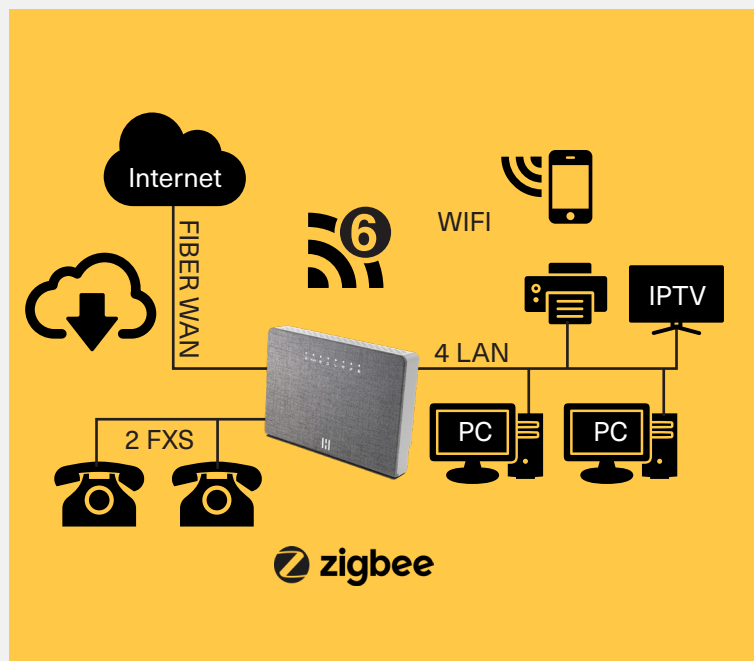 Internet
FIBER WAN
6
WIFI
IPTV
4 LAN
PC
PC
2 FXS
zigbee